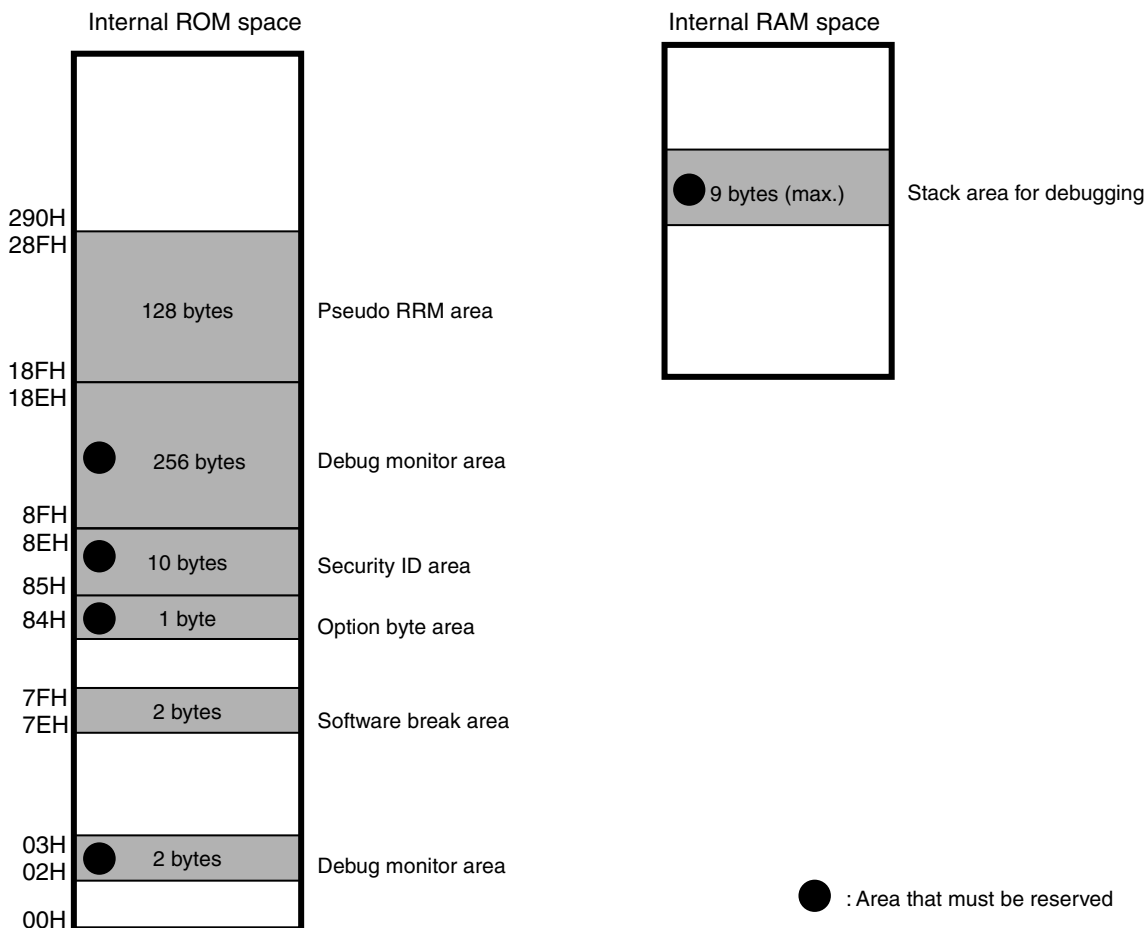 Internal ROM space
Internal RAM space
9 bytes (max.)
Stack area for debugging
290H
28FH
128 bytes
Pseudo RRM area
18FH
18EH
256 bytes
Debug monitor area
8FH
8EH
10 bytes
Security ID area
85H
84H
1 byte
Option byte area
7FH
7EH
2 bytes
Software break area
03H
02H
2 bytes
Debug monitor area
00H
: Area that must be reserved